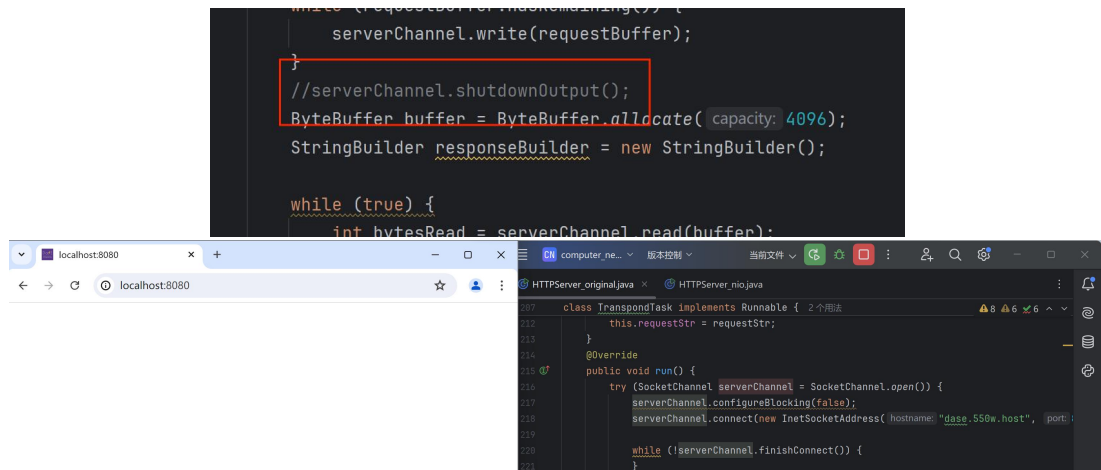 while (requestBuffer.hasRemaining()) {
serverChannel.write(requestBuffer);
}
//serverChannel.shutdownOutput();
ByteBuffer buffer = ByteBuffer.allocate( capacity: 4096);
StringBuilder responseBuilder = new StringBuilder();
while (true) {
int bytesRead = serverChannel.read(buffer);
localhost:8080
localhost:8080
CN computer_ne... 版本控制 当前文件
HTTPServer_original.java HTTPServer_nio.java
207 class TranspondTask implements Runnable { 2个用法 8 6 6
212 this.requestStr = requestStr;
213 }
214 @Override
215 public void run() {
216 try (SocketChannel serverChannel = SocketChannel.open()) {
217 serverChannel.configureBlocking(false);
218 serverChannel.connect(new InetSocketAddress( hostname: "dase.550w.host", port:
219
220 while (!serverChannel.finishConnect()) {
221 }